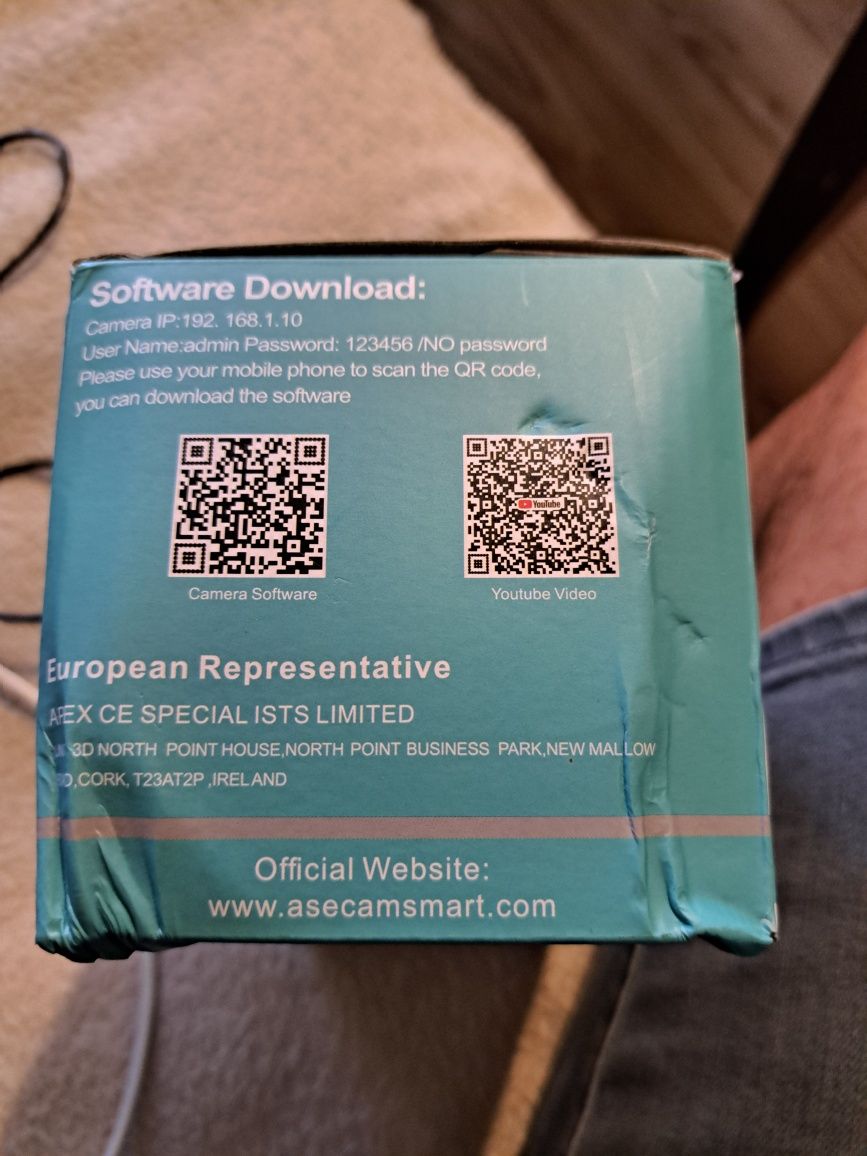 Software Download:
Camera IP:192. 168.1.10
User Name:admin Password: 123456 /NO password
Please use your mobile phone to scan the QR code,
you can download the software
YouTube
Camera Software
Youtube Video
European Representative
APEX CE SPECIAL ISTS LIMITED
3D NORTH POINT HOUSE,NORTH POINT BUSINESS PARK,NEW MALLOW
CORK, T23AT2P ,IRELAND
Official Website:
www.asecamsmart.com